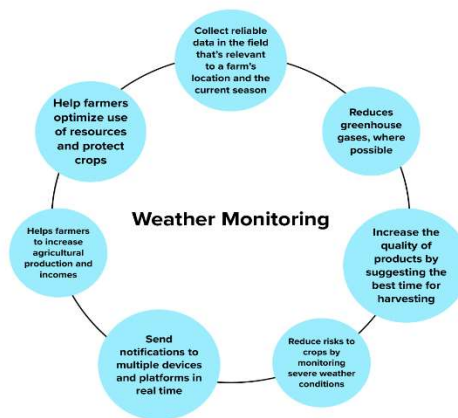 Collect reliable
data in the field
that's relevant
to a farm's
location and the
current season
Reduces
greenhouse
gases, where
possible
Increase the
quality of
products by
suggesting the
best time for
harvesting
Reduce risks to
crops by
monitoring
severe weather
conditions
Send
notifications to
multiple devices
and platforms in
real time
Helps farmers
to increase
agricultural
production and
incomes
Help farmers
optimize use
of resources
and protect
crops
Weather Monitoring